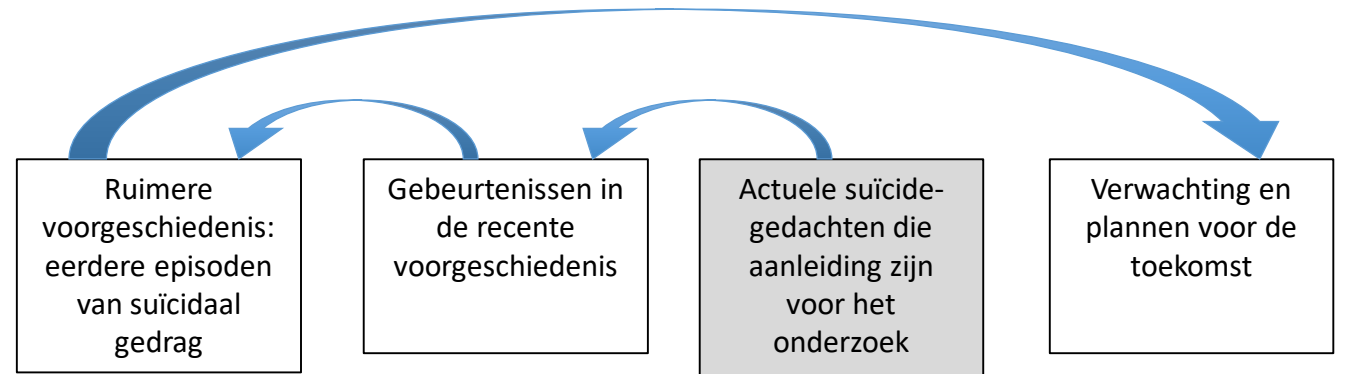 Ruimere
voorgeschiedenis:
eerdere episoden
van suïcidaal
gedrag
Gebeurtenissen in
de recente
voorgeschiedenis
Actuele suïcide-
gedachten die
aanleiding zijn
voor het
onderzoek
Verwachting en
plannen voor de
toekomst